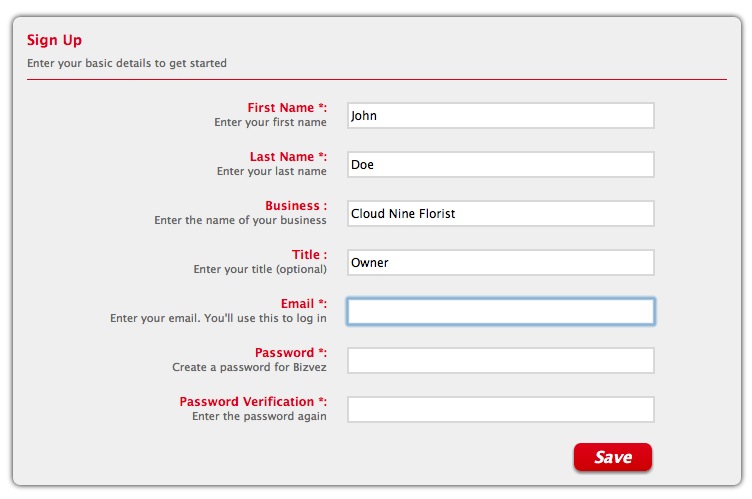 Sign Up
Enter your basic details to get started
First Name *:
Enter your first name
John
Last Name *:
Enter your last name
Doe
Business :
Enter the name of your business
Cloud Nine Florist
Title :
Enter your title (optional)
Owner
Email *:
Enter your email. You'll use this to log in
Password *:
Create a password for Bizvez
Password Verification *:
Enter the password again
Save